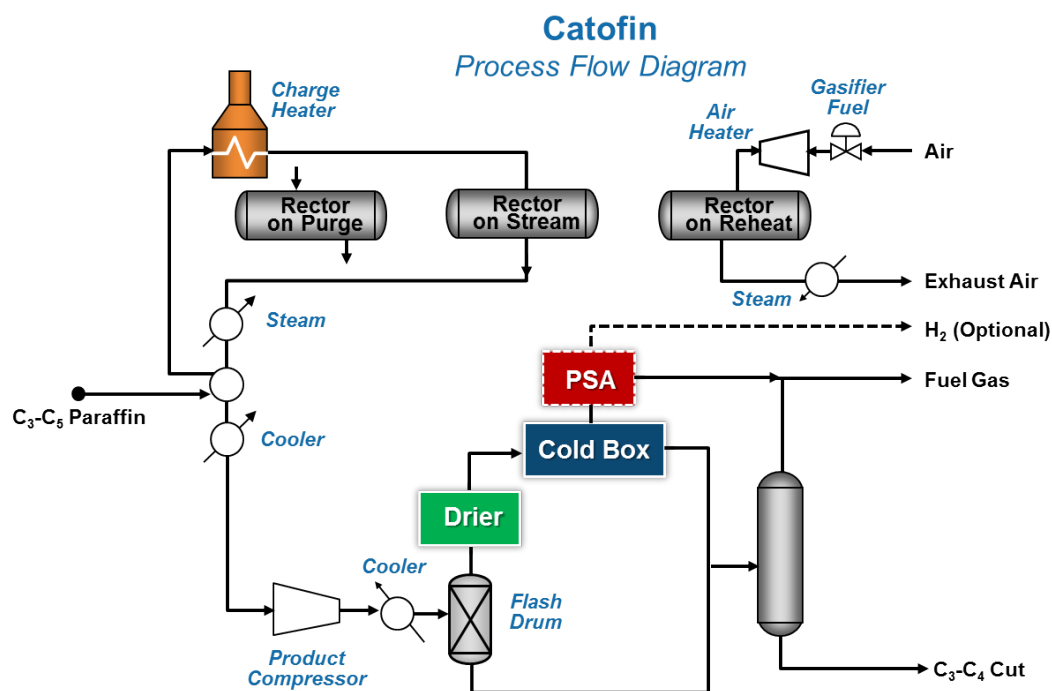 Catofin
Process Flow Diagram
Charge
Heater
Gasifier
Fuel
Air
Heater
Air
Rector
on Purge
Rector
on Stream
Rector
on Reheat
Steam
Exhaust Air
Steam
H₂ (Optional)
PSA
Fuel Gas
C₃-C₅ Paraffin
Cooler
Cold Box
Drier
Cooler
Flash
Drum
Product
Compressor
C₃-C₄ Cut